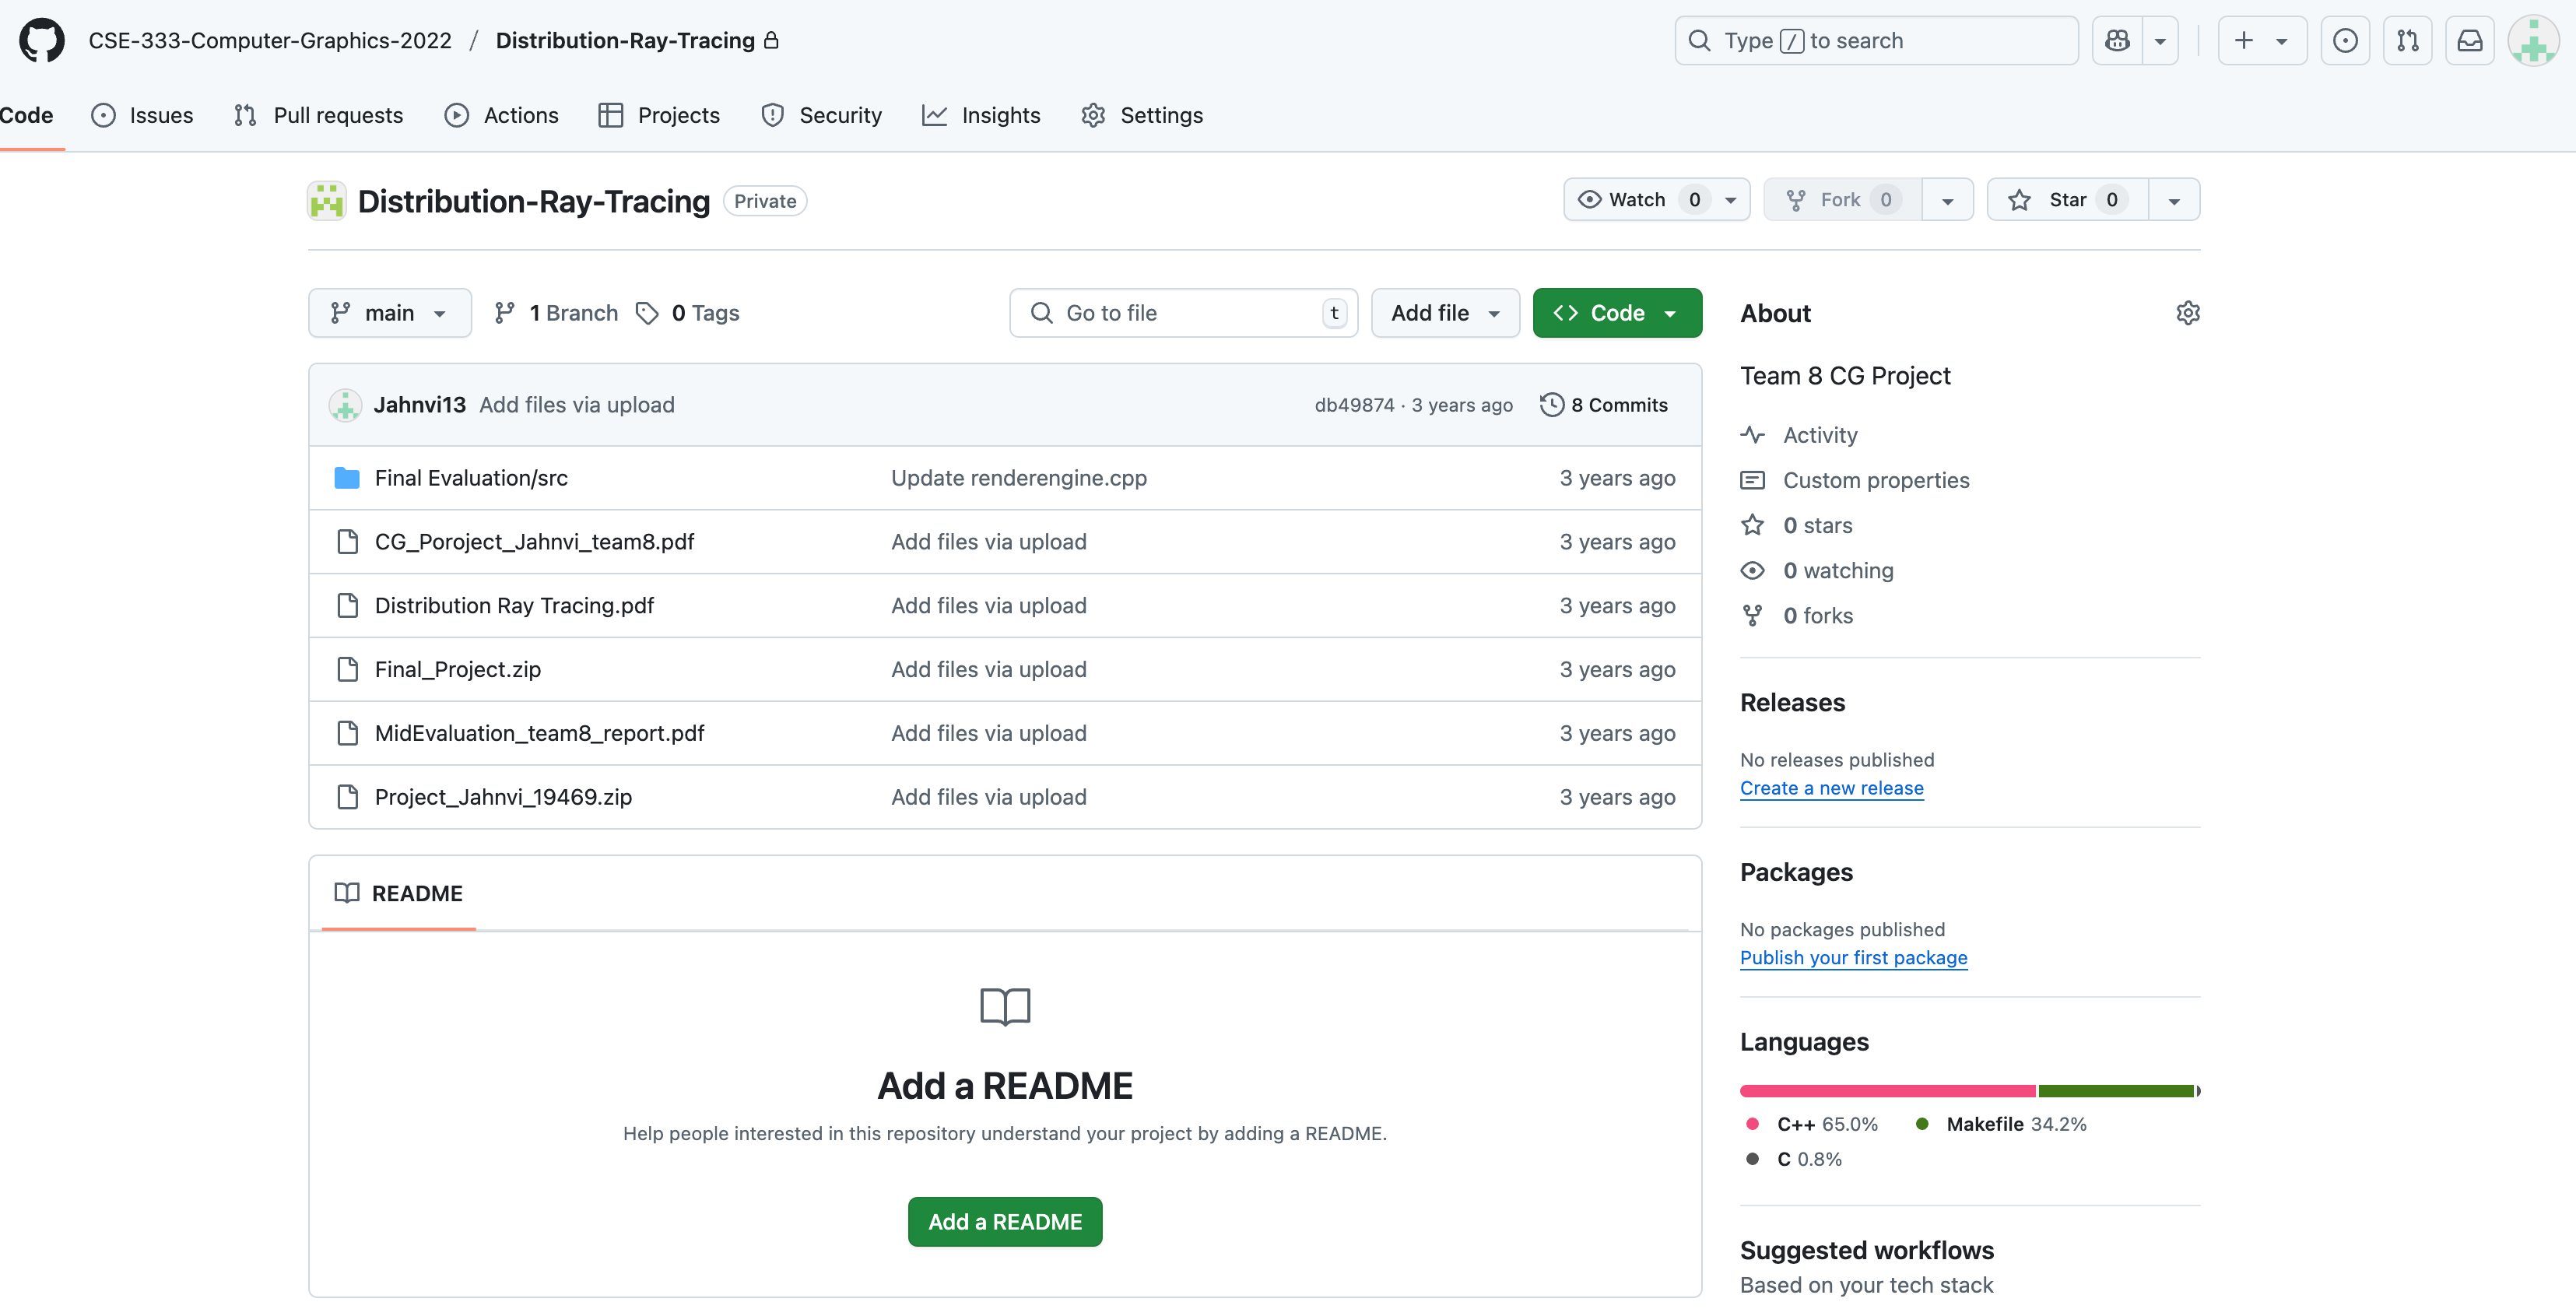 CSE-333-Computer-Graphics-2022 / Distribution-Ray-Tracing
Type / to search
Code Issues Pull requests Actions Projects Security Insights Settings
Distribution-Ray-Tracing Private
Watch 0 Fork 0 Star 0
main 1 Branch 0 Tags
Go to file t Add file Code
Jahnvi13 Add files via upload db49874 · 3 years ago 8 Commits
Final Evaluation/src Update renderengine.cpp 3 years ago
CG_Poroject_Jahnvi_team8.pdf Add files via upload 3 years ago
Distribution Ray Tracing.pdf Add files via upload 3 years ago
Final_Project.zip Add files via upload 3 years ago
MidEvaluation_team8_report.pdf Add files via upload 3 years ago
Project_Jahnvi_19469.zip Add files via upload 3 years ago
README
Add a README
Help people interested in this repository understand your project by adding a README.
Add a README
About
Team 8 CG Project
Activity
Custom properties
0 stars
0 watching
0 forks
Releases
No releases published
Create a new release
Packages
No packages published
Publish your first package
Languages
C++ 65.0% Makefile 34.2%
C 0.8%
Suggested workflows
Based on your tech stack